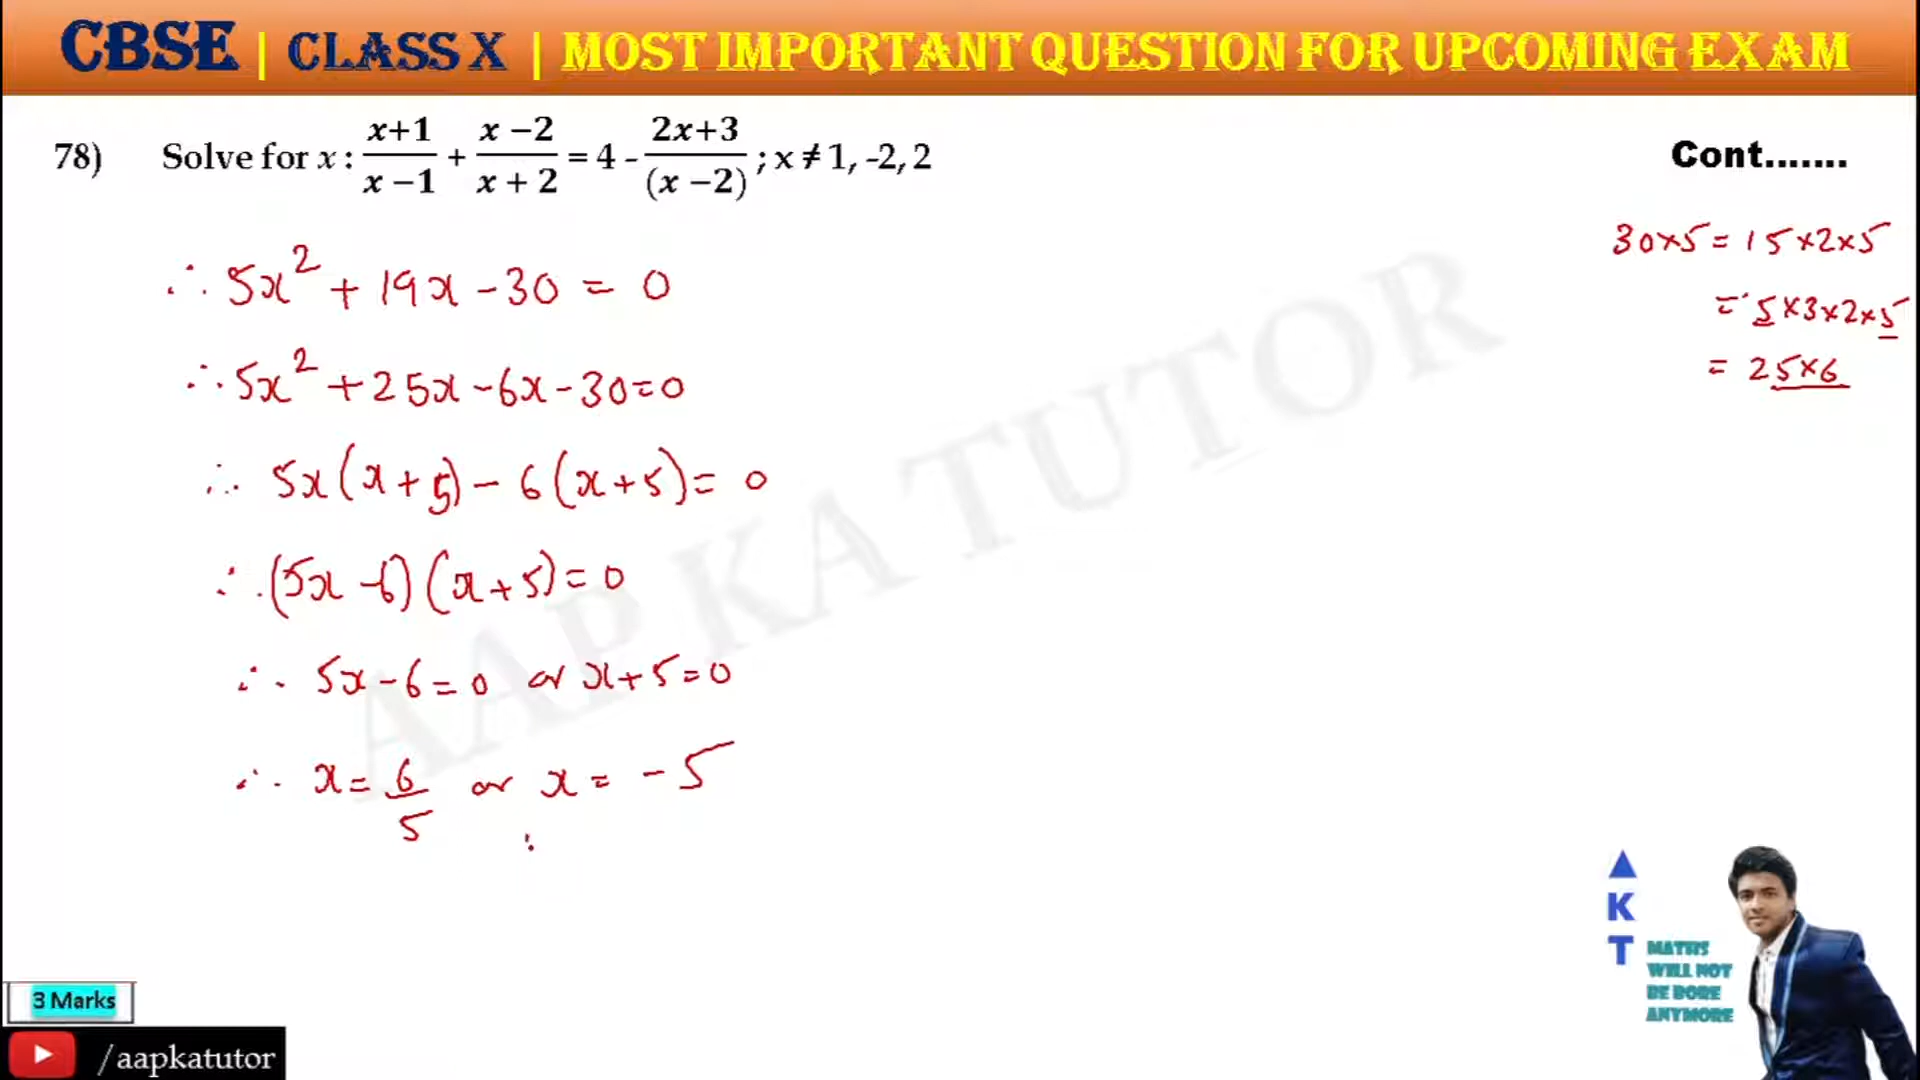 CBSE | CLASS X | MOST IMPORTANT QUESTION FOR UPCOMING EXAM
78) Solve for x : (x+1)/(x −1) + (x −2)/(x + 2) = 4 - (2x+3)/((x −2)) ; x ≠ 1, -2, 2
Cont.......
30×5 = 15×2×5
= 5×3×2×5
= 25×6
∴ 5x² + 19x − 30 = 0
∴ 5x² + 25x − 6x − 30 = 0
∴ 5x(x + 5) − 6(x + 5) = 0
∴ (5x − 6)(x + 5) = 0
∴ 5x − 6 = 0 or x + 5 = 0
∴ x = 6/5 or x = − 5
AAPKATUTOR
AKT
MATHS
WILL NOT
BE BORE
ANYMORE
3 Marks
/aapkatutor